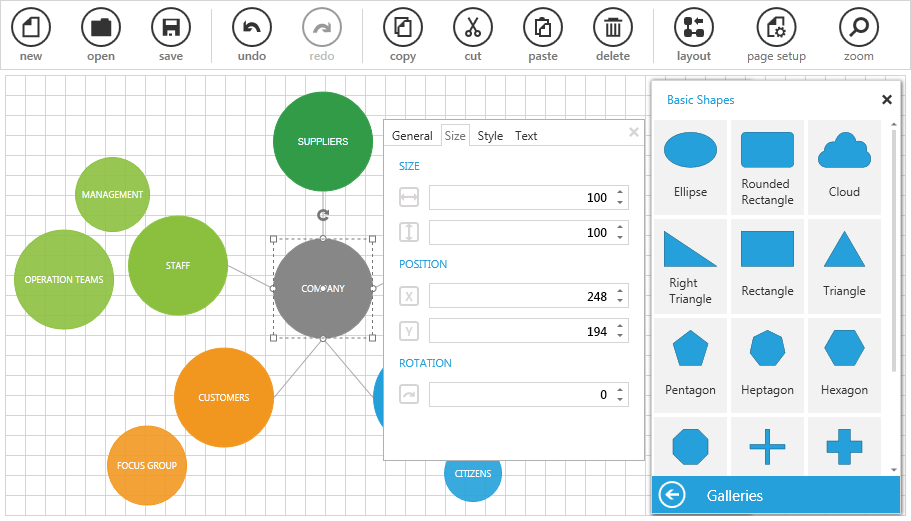 new open save undo redo copy cut paste delete layout page setup zoom
SUPPLIERS
MANAGEMENT
STAFF
OPERATION TEAMS
COMPANY
CUSTOMERS
FOCUS GROUP
CITIZENS
General Size Style Text
SIZE
100
100
POSITION
X 248
Y 194
ROTATION
0
Basic Shapes
Ellipse
Rounded
Rectangle
Cloud
Right
Triangle
Rectangle
Triangle
Pentagon
Heptagon
Hexagon
Galleries